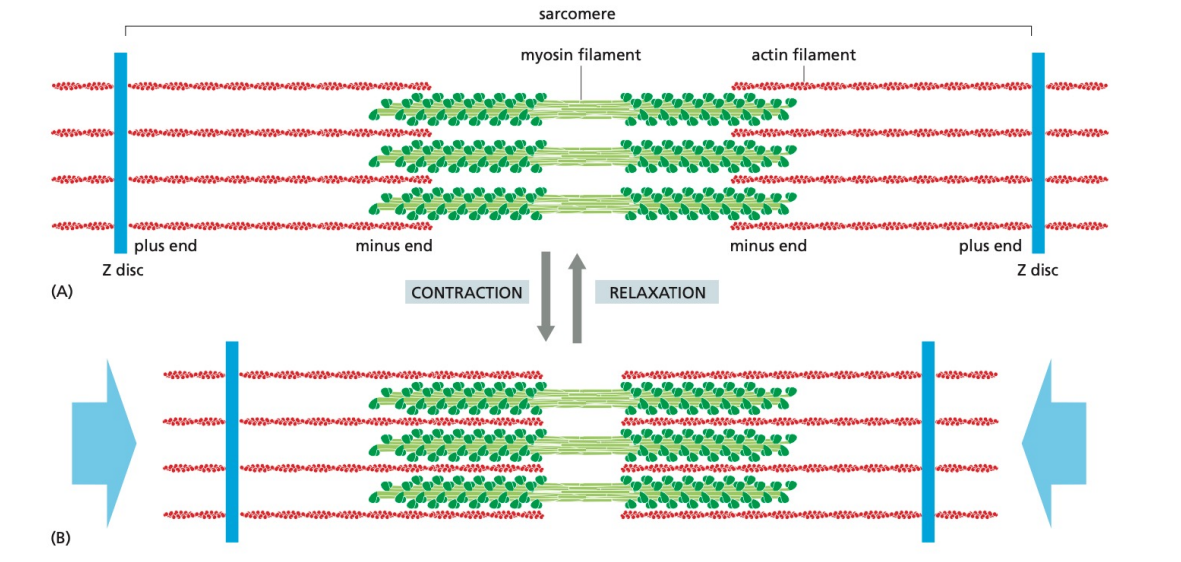 sarcomere
myosin filament
actin filament
plus end
minus end
minus end
plus end
Z disc
Z disc
(A)
CONTRACTION
RELAXATION
(B)